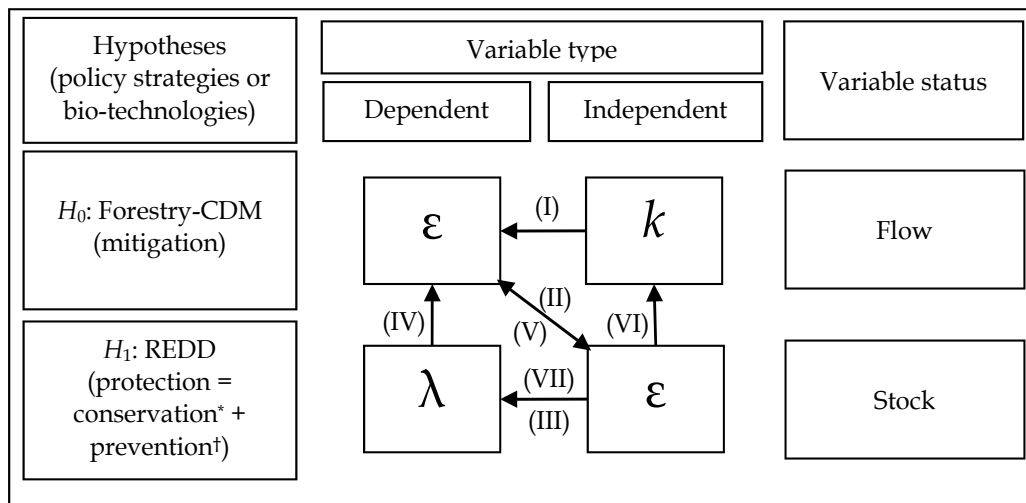 Hypotheses
(policy strategies or
bio-technologies)
Variable type
Variable status
Dependent
Independent
H₀: Forestry-CDM
(mitigation)
ε
(I)
k
Flow
(IV)
(II)
(V)
(VI)
H₁: REDD
(protection =
conservation* +
prevention†)
λ
(VII)
(III)
ε
Stock